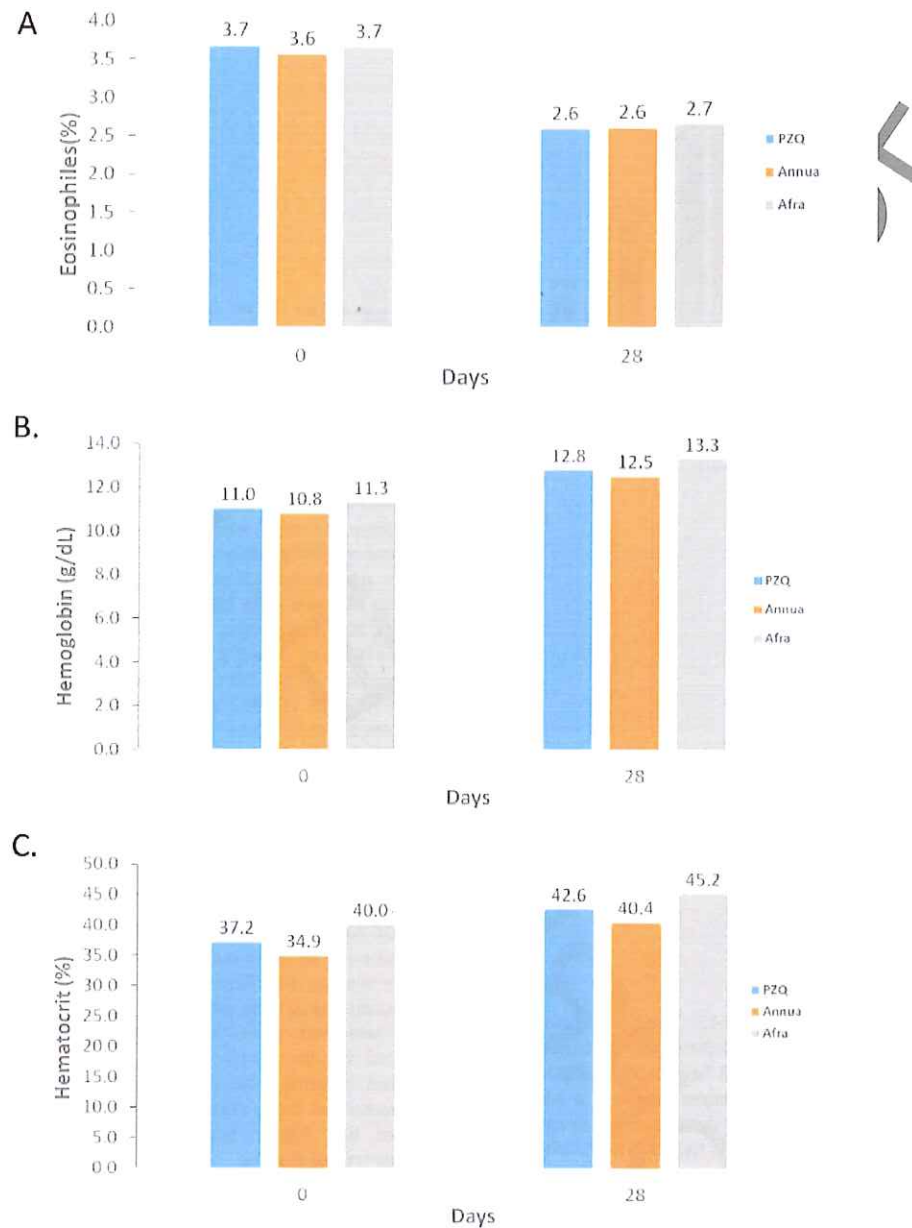 A
4.0
3.5
3.0
2.5
2.0
1.5
1.0
0.5
0.0
Eosinophiles(%)
3.7
3.6
3.7
2.6
2.6
2.7
0
28
Days
PZQ
Annua
Afra
B.
14.0
12.0
10.0
8.0
6.0
4.0
2.0
0.0
Hemoglobin (g/dL)
11.0
10.8
11.3
12.8
12.5
13.3
0
28
Days
PZQ
Annua
Afra
C.
50.0
45.0
40.0
35.0
30.0
25.0
20.0
15.0
10.0
5.0
0.0
Hematocrit (%)
37.2
34.9
40.0
42.6
40.4
45.2
0
28
Days
PZQ
Annua
Afra